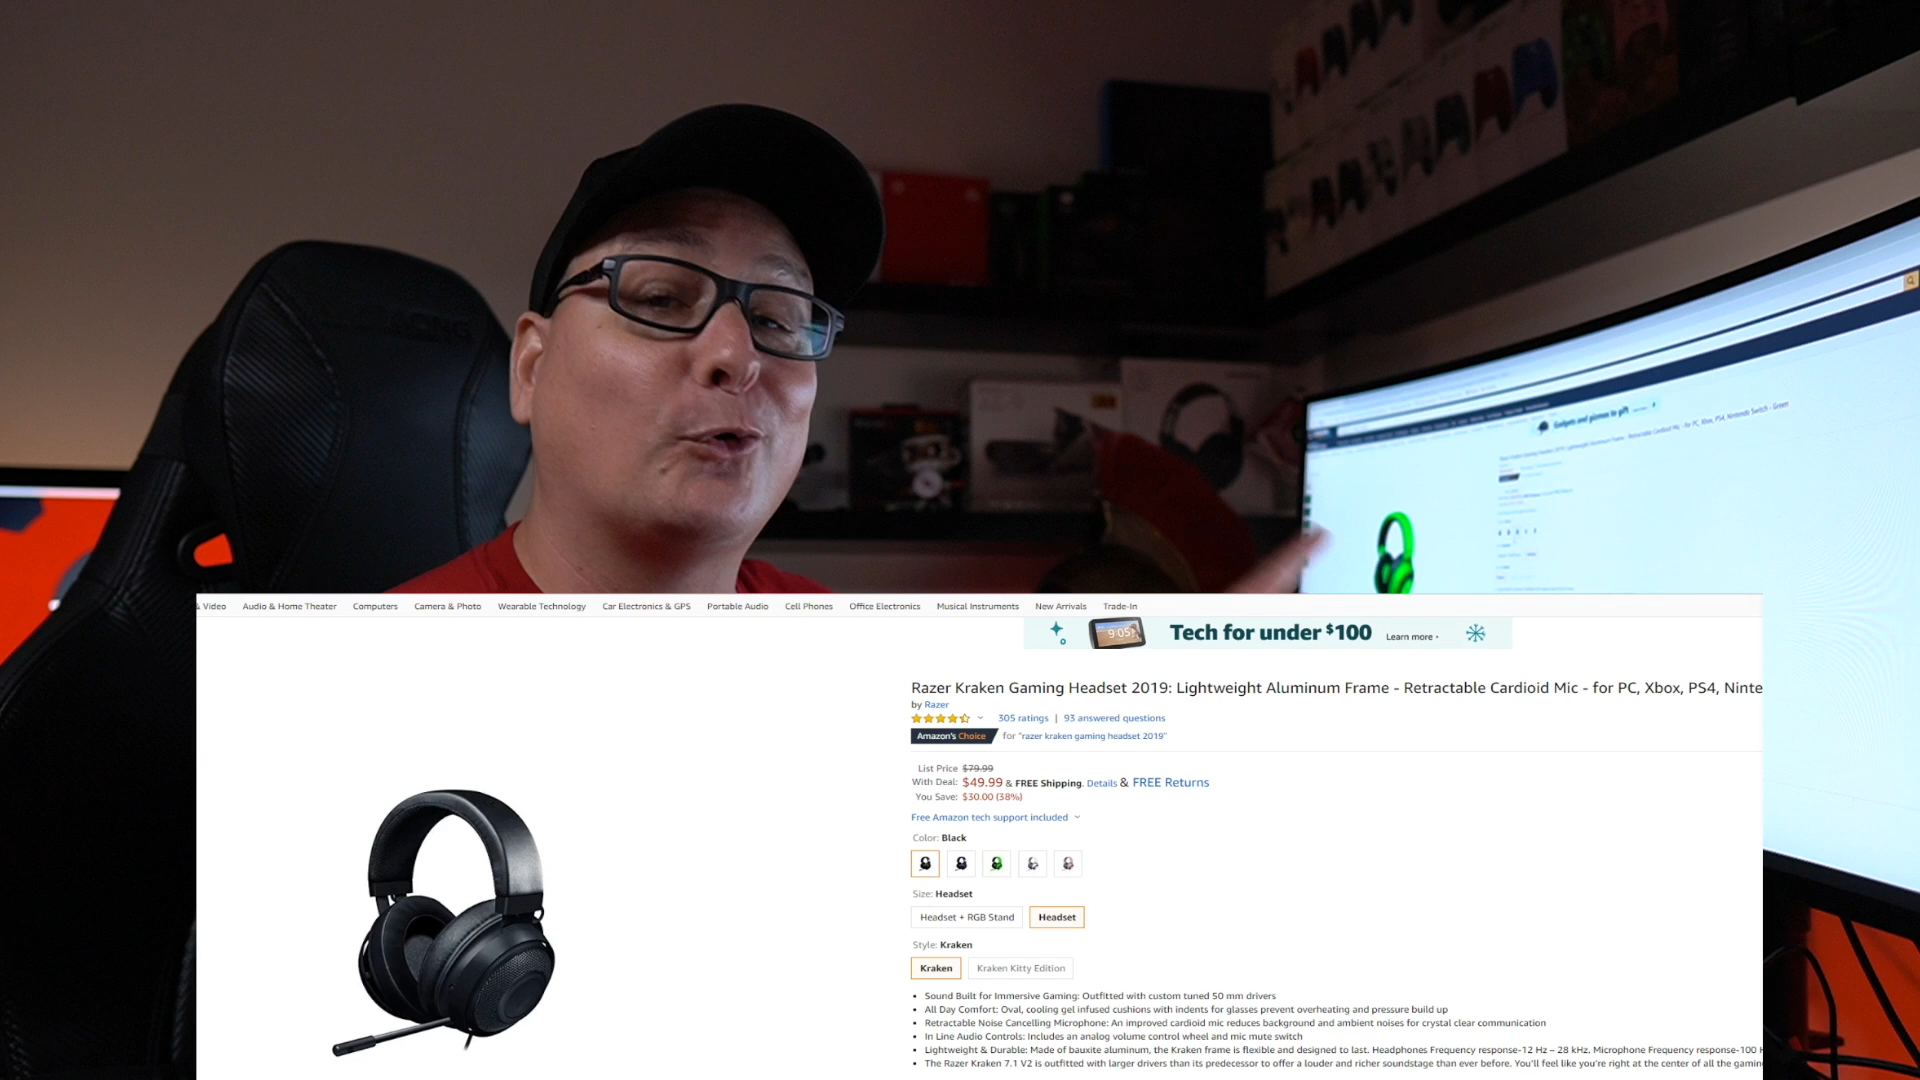 Gadgets and gizmos to gift
& Video Audio & Home Theater Computers Camera & Photo Wearable Technology Car Electronics & GPS Portable Audio Cell Phones Office Electronics Musical Instruments New Arrivals Trade-In
9:05
Tech for under $100 Learn more
Razer Kraken Gaming Headset 2019: Lightweight Aluminum Frame - Retractable Cardioid Mic - for PC, Xbox, PS4, Ninte
by Razer
305 ratings | 93 answered questions
Amazon's Choice for "razer kraken gaming headset 2019"
List Price $79.99
With Deal: $49.99 & FREE Shipping. Details & FREE Returns
You Save: $30.00 (38%)
Free Amazon tech support included
Color: Black
Size: Headset
Headset + RGB Stand Headset
Style: Kraken
Kraken Kraken Kitty Edition
• Sound Built for Immersive Gaming: Outfitted with custom tuned 50 mm drivers
• All Day Comfort: Oval, cooling gel infused cushions with indents for glasses prevent overheating and pressure build up
• Retractable Noise Cancelling Microphone: An improved cardioid mic reduces background and ambient noises for crystal clear communication
• In Line Audio Controls: Includes an analog volume control wheel and mic mute switch
• Lightweight & Durable: Made of bauxite aluminum, the Kraken frame is flexible and designed to last. Headphones Frequency response-12 Hz – 28 kHz. Microphone Frequency response-100 H
• The Razer Kraken 7.1 V2 is outfitted with larger drivers than its predecessor to offer a louder and richer soundstage than ever before. You'll feel like you're right at the center of all the gamin